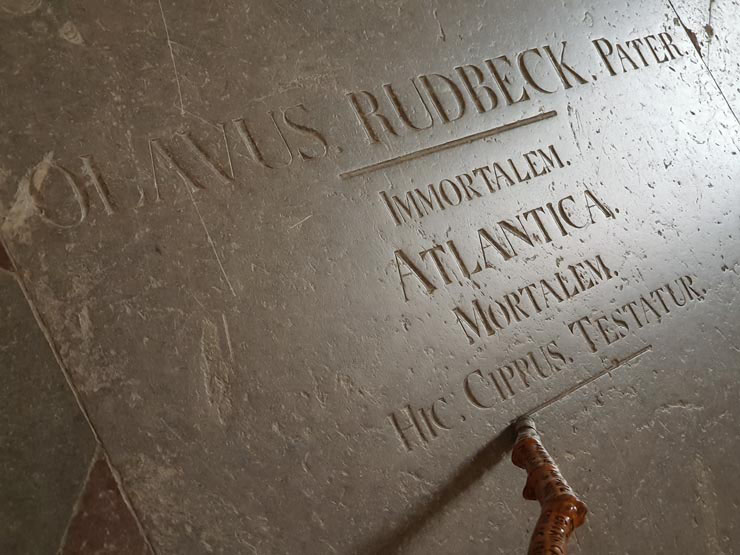 OLAVUS. RUDBECK. PATER.
IMMORTALEM.
ATLANTICA.
MORTALEM.
HIC. CIPPUS. TESTATUR.